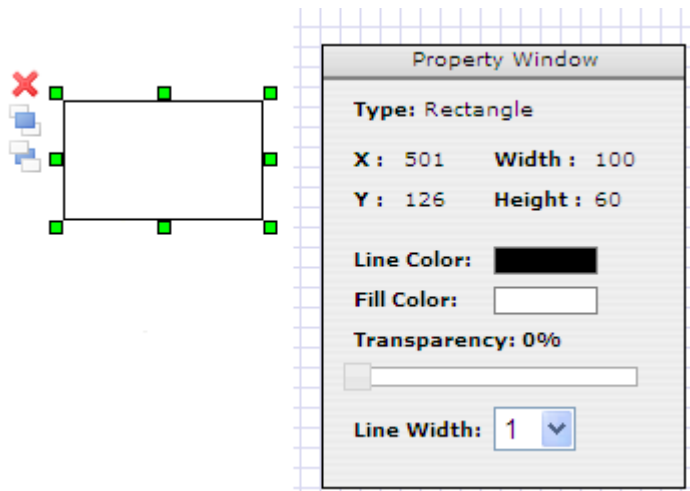 Property Window
Type: Rectangle
X : 501 Width : 100
Y : 126 Height : 60
Line Color:
Fill Color:
Transparency: 0%
Line Width: 1